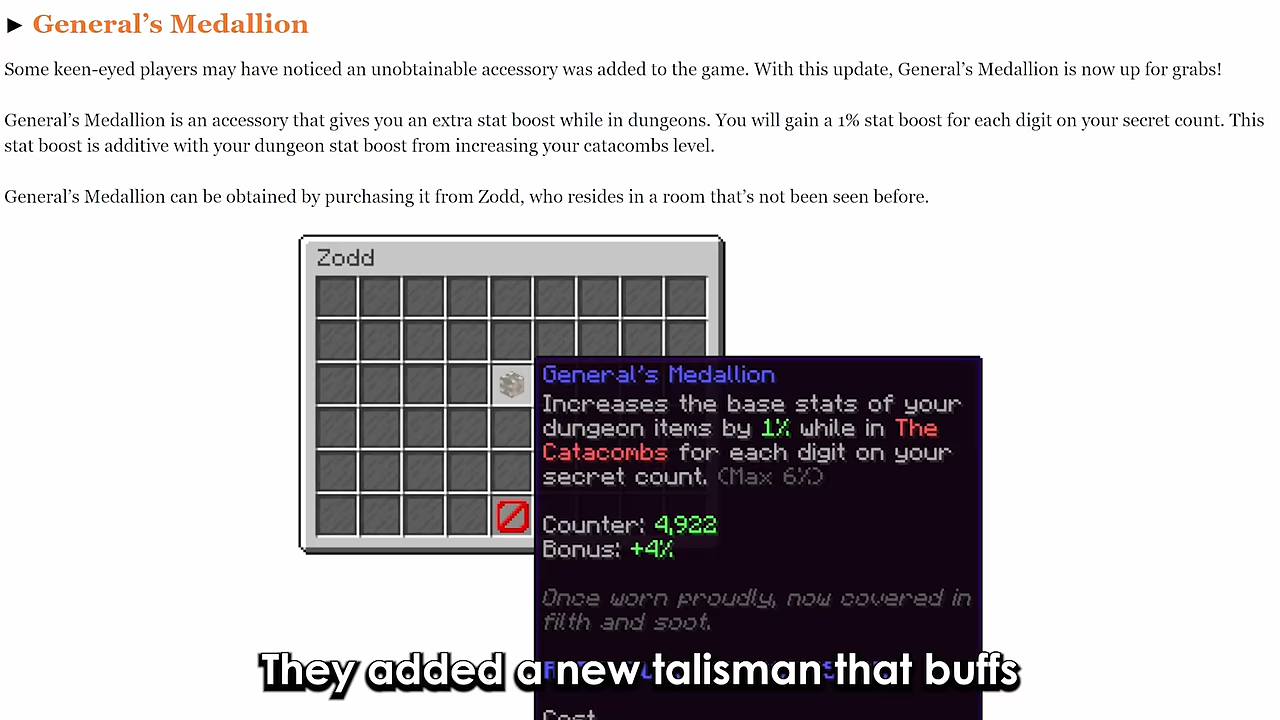 ► General's Medallion
Some keen-eyed players may have noticed an unobtainable accessory was added to the game. With this update, General's Medallion is now up for grabs!
General's Medallion is an accessory that gives you an extra stat boost while in dungeons. You will gain a 1% stat boost for each digit on your secret count. This
stat boost is additive with your dungeon stat boost from increasing your catacombs level.
General's Medallion can be obtained by purchasing it from Zodd, who resides in a room that's not been seen before.
Zodd
General's Medallion
Increases the base stats of your
dungeon items by 1% while in The
Catacombs for each digit on your
secret count. (Max 6%)
Counter: 4,922
Bonus: +4%
Once worn proudly, now covered in
filth and soot.
They added a new talisman that buffs
Cost